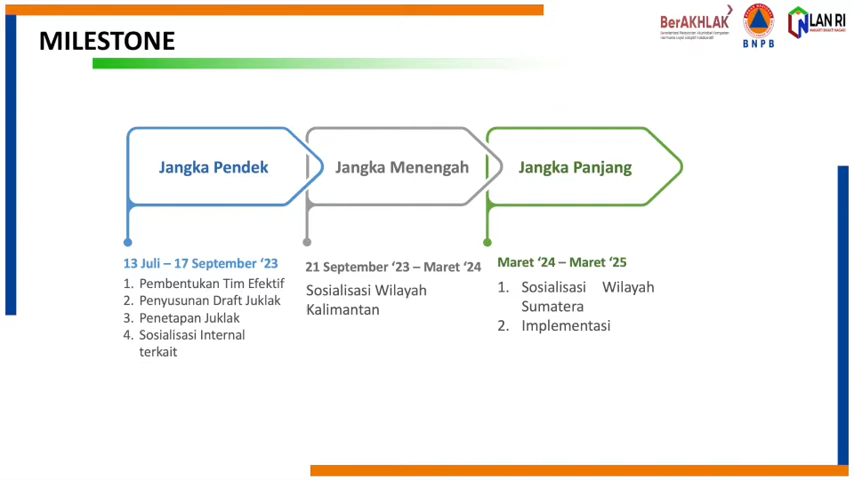 MILESTONE
BerAKHLAK
BNPB
LAN RI
Jangka Pendek
Jangka Menengah
Jangka Panjang
13 Juli – 17 September ‘23
1. Pembentukan Tim Efektif
2. Penyusunan Draft Juklak
3. Penetapan Juklak
4. Sosialisasi Internal
terkait
21 September ‘23 – Maret ‘24
Sosialisasi Wilayah
Kalimantan
Maret ‘24 – Maret ‘25
1. Sosialisasi Wilayah
Sumatera
2. Implementasi